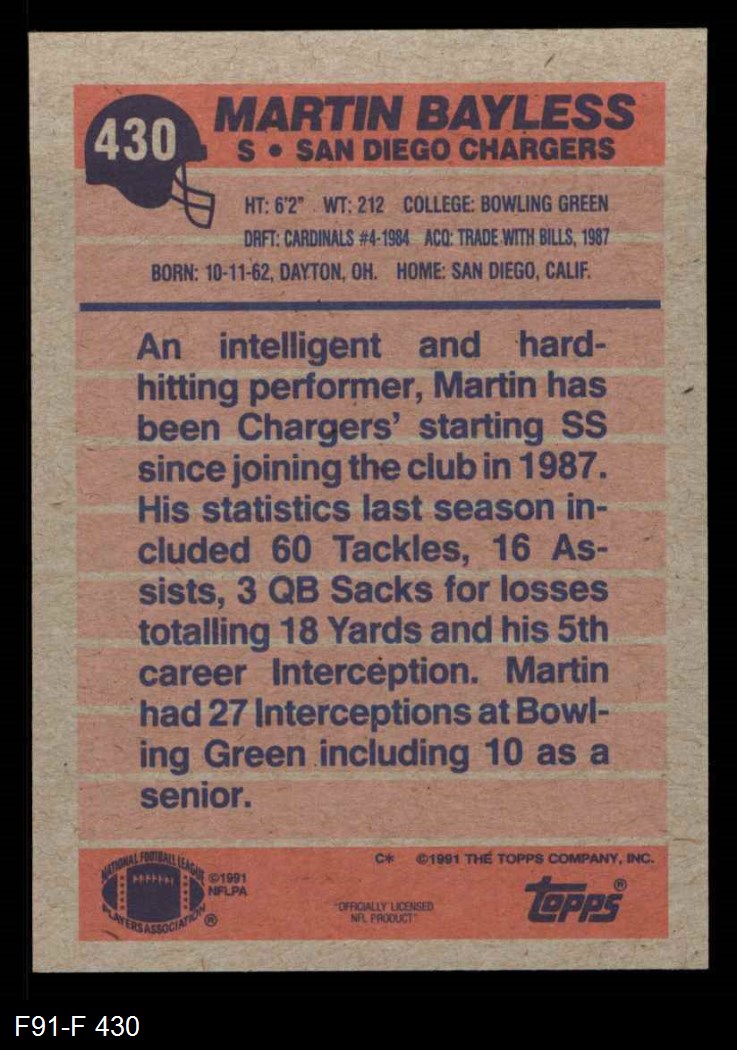 430
MARTIN BAYLESS
S • SAN DIEGO CHARGERS
HT: 6'2" WT: 212 COLLEGE: BOWLING GREEN
DRFT: CARDINALS #4-1984 ACQ: TRADE WITH BILLS, 1987
BORN: 10-11-62, DAYTON, OH. HOME: SAN DIEGO, CALIF.
An intelligent and hard-
hitting performer, Martin has
been Chargers' starting SS
since joining the club in 1987.
His statistics last season in-
cluded 60 Tackles, 16 As-
sists, 3 QB Sacks for losses
totalling 18 Yards and his 5th
career Interception. Martin
had 27 Interceptions at Bowl-
ing Green including 10 as a
senior.
C* ©1991 THE TOPPS COMPANY, INC.
NATIONAL FOOTBALL LEAGUE
PLAYERS ASSOCIATION ®
©1991
NFLPA
"OFFICIALLY LICENSED
NFL PRODUCT"
TOPPS®
F91-F 430